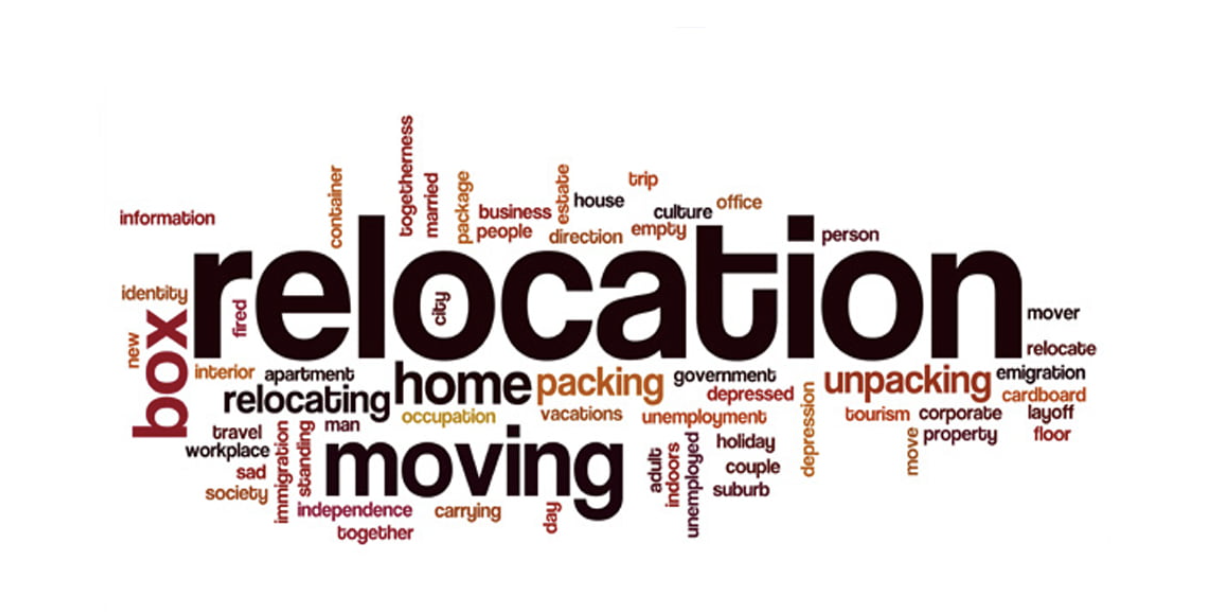 togetherness
container
married
package
estate
trip
house
office
business
culture
information
people
direction
empty
person
relocation
city
identity
fired
mover
new
box
relocate
interior
apartment
home
packing
government
unpacking
emigration
relocating
depressed
cardboard
occupation
vacations
unemployment
depression
tourism
corporate
layoff
travel
man
moving
holiday
move
property
floor
workplace
immigration
standing
adult
indoors
unemployed
sad
couple
society
suburb
independence
carrying
day
together